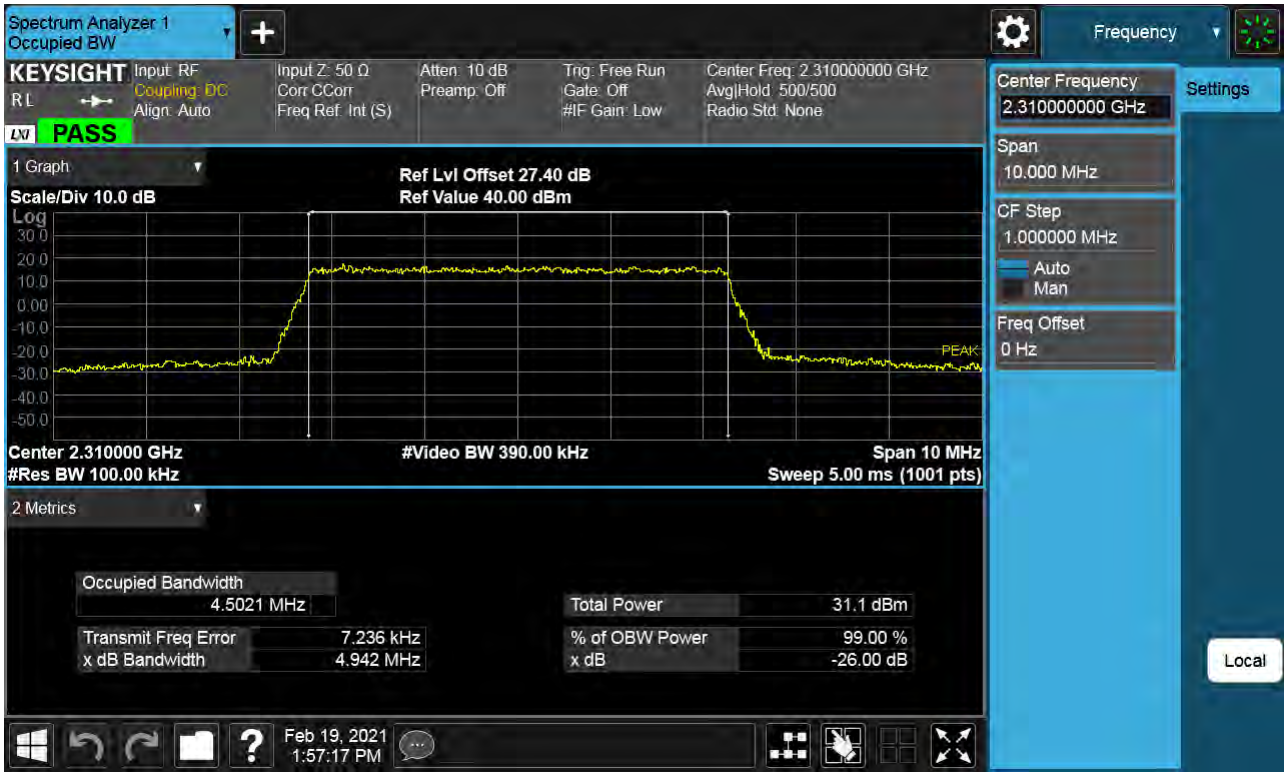 Spectrum Analyzer 1
Occupied BW
+
Frequency
KEYSIGHT
RL
LXI
PASS
Input: RF
Coupling: DC
Align: Auto
Input Z: 50 Ω
Corr CCorr
Freq Ref: Int (S)
Atten: 10 dB
Preamp: Off
Trig: Free Run
Gate: Off
#IF Gain: Low
Center Freq: 2.310000000 GHz
Avg|Hold: 500/500
Radio Std: None
Center Frequency
2.310000000 GHz
Settings
Span
10.000 MHz
CF Step
1.000000 MHz
Auto
Man
Freq Offset
0 Hz
Local
1 Graph
Scale/Div 10.0 dB
Ref Lvl Offset 27.40 dB
Ref Value 40.00 dBm
Log
30.0
20.0
10.0
0.00
-10.0
-20.0
-30.0
-40.0
-50.0
PEAK
Center 2.310000 GHz
#Video BW 390.00 kHz
Span 10 MHz
#Res BW 100.00 kHz
Sweep 5.00 ms (1001 pts)
2 Metrics
Occupied Bandwidth
4.5021 MHz
Total Power 31.1 dBm
Transmit Freq Error 7.236 kHz
% of OBW Power 99.00 %
x dB Bandwidth 4.942 MHz
x dB -26.00 dB
?
Feb 19, 2021
1:57:17 PM